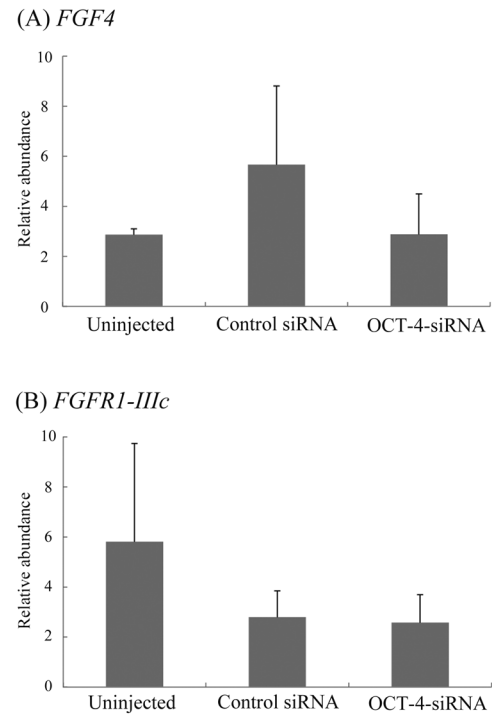 (A) FGF4
10
8
6
4
2
0
Relative abundance
Uninjected Control siRNA OCT-4-siRNA
(B) FGFR1-IIIc
10
8
6
4
2
0
Relative abundance
Uninjected Control siRNA OCT-4-siRNA